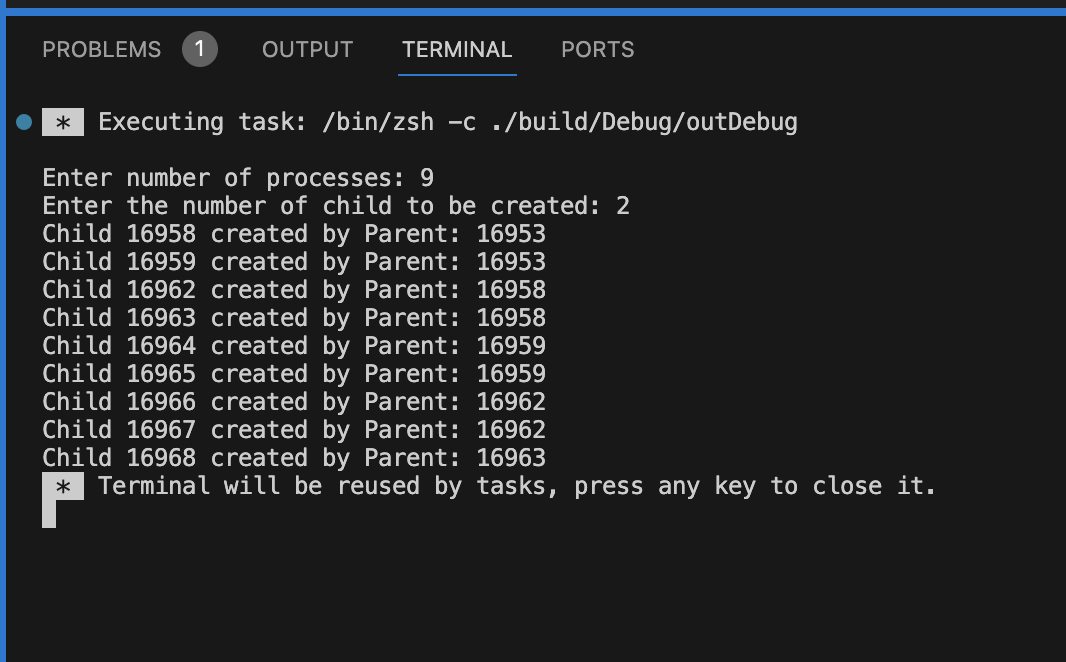 PROBLEMS 1 OUTPUT TERMINAL PORTS
* Executing task: /bin/zsh -c ./build/Debug/outDebug
Enter number of processes: 9
Enter the number of child to be created: 2
Child 16958 created by Parent: 16953
Child 16959 created by Parent: 16953
Child 16962 created by Parent: 16958
Child 16963 created by Parent: 16958
Child 16964 created by Parent: 16959
Child 16965 created by Parent: 16959
Child 16966 created by Parent: 16962
Child 16967 created by Parent: 16962
Child 16968 created by Parent: 16963
* Terminal will be reused by tasks, press any key to close it.